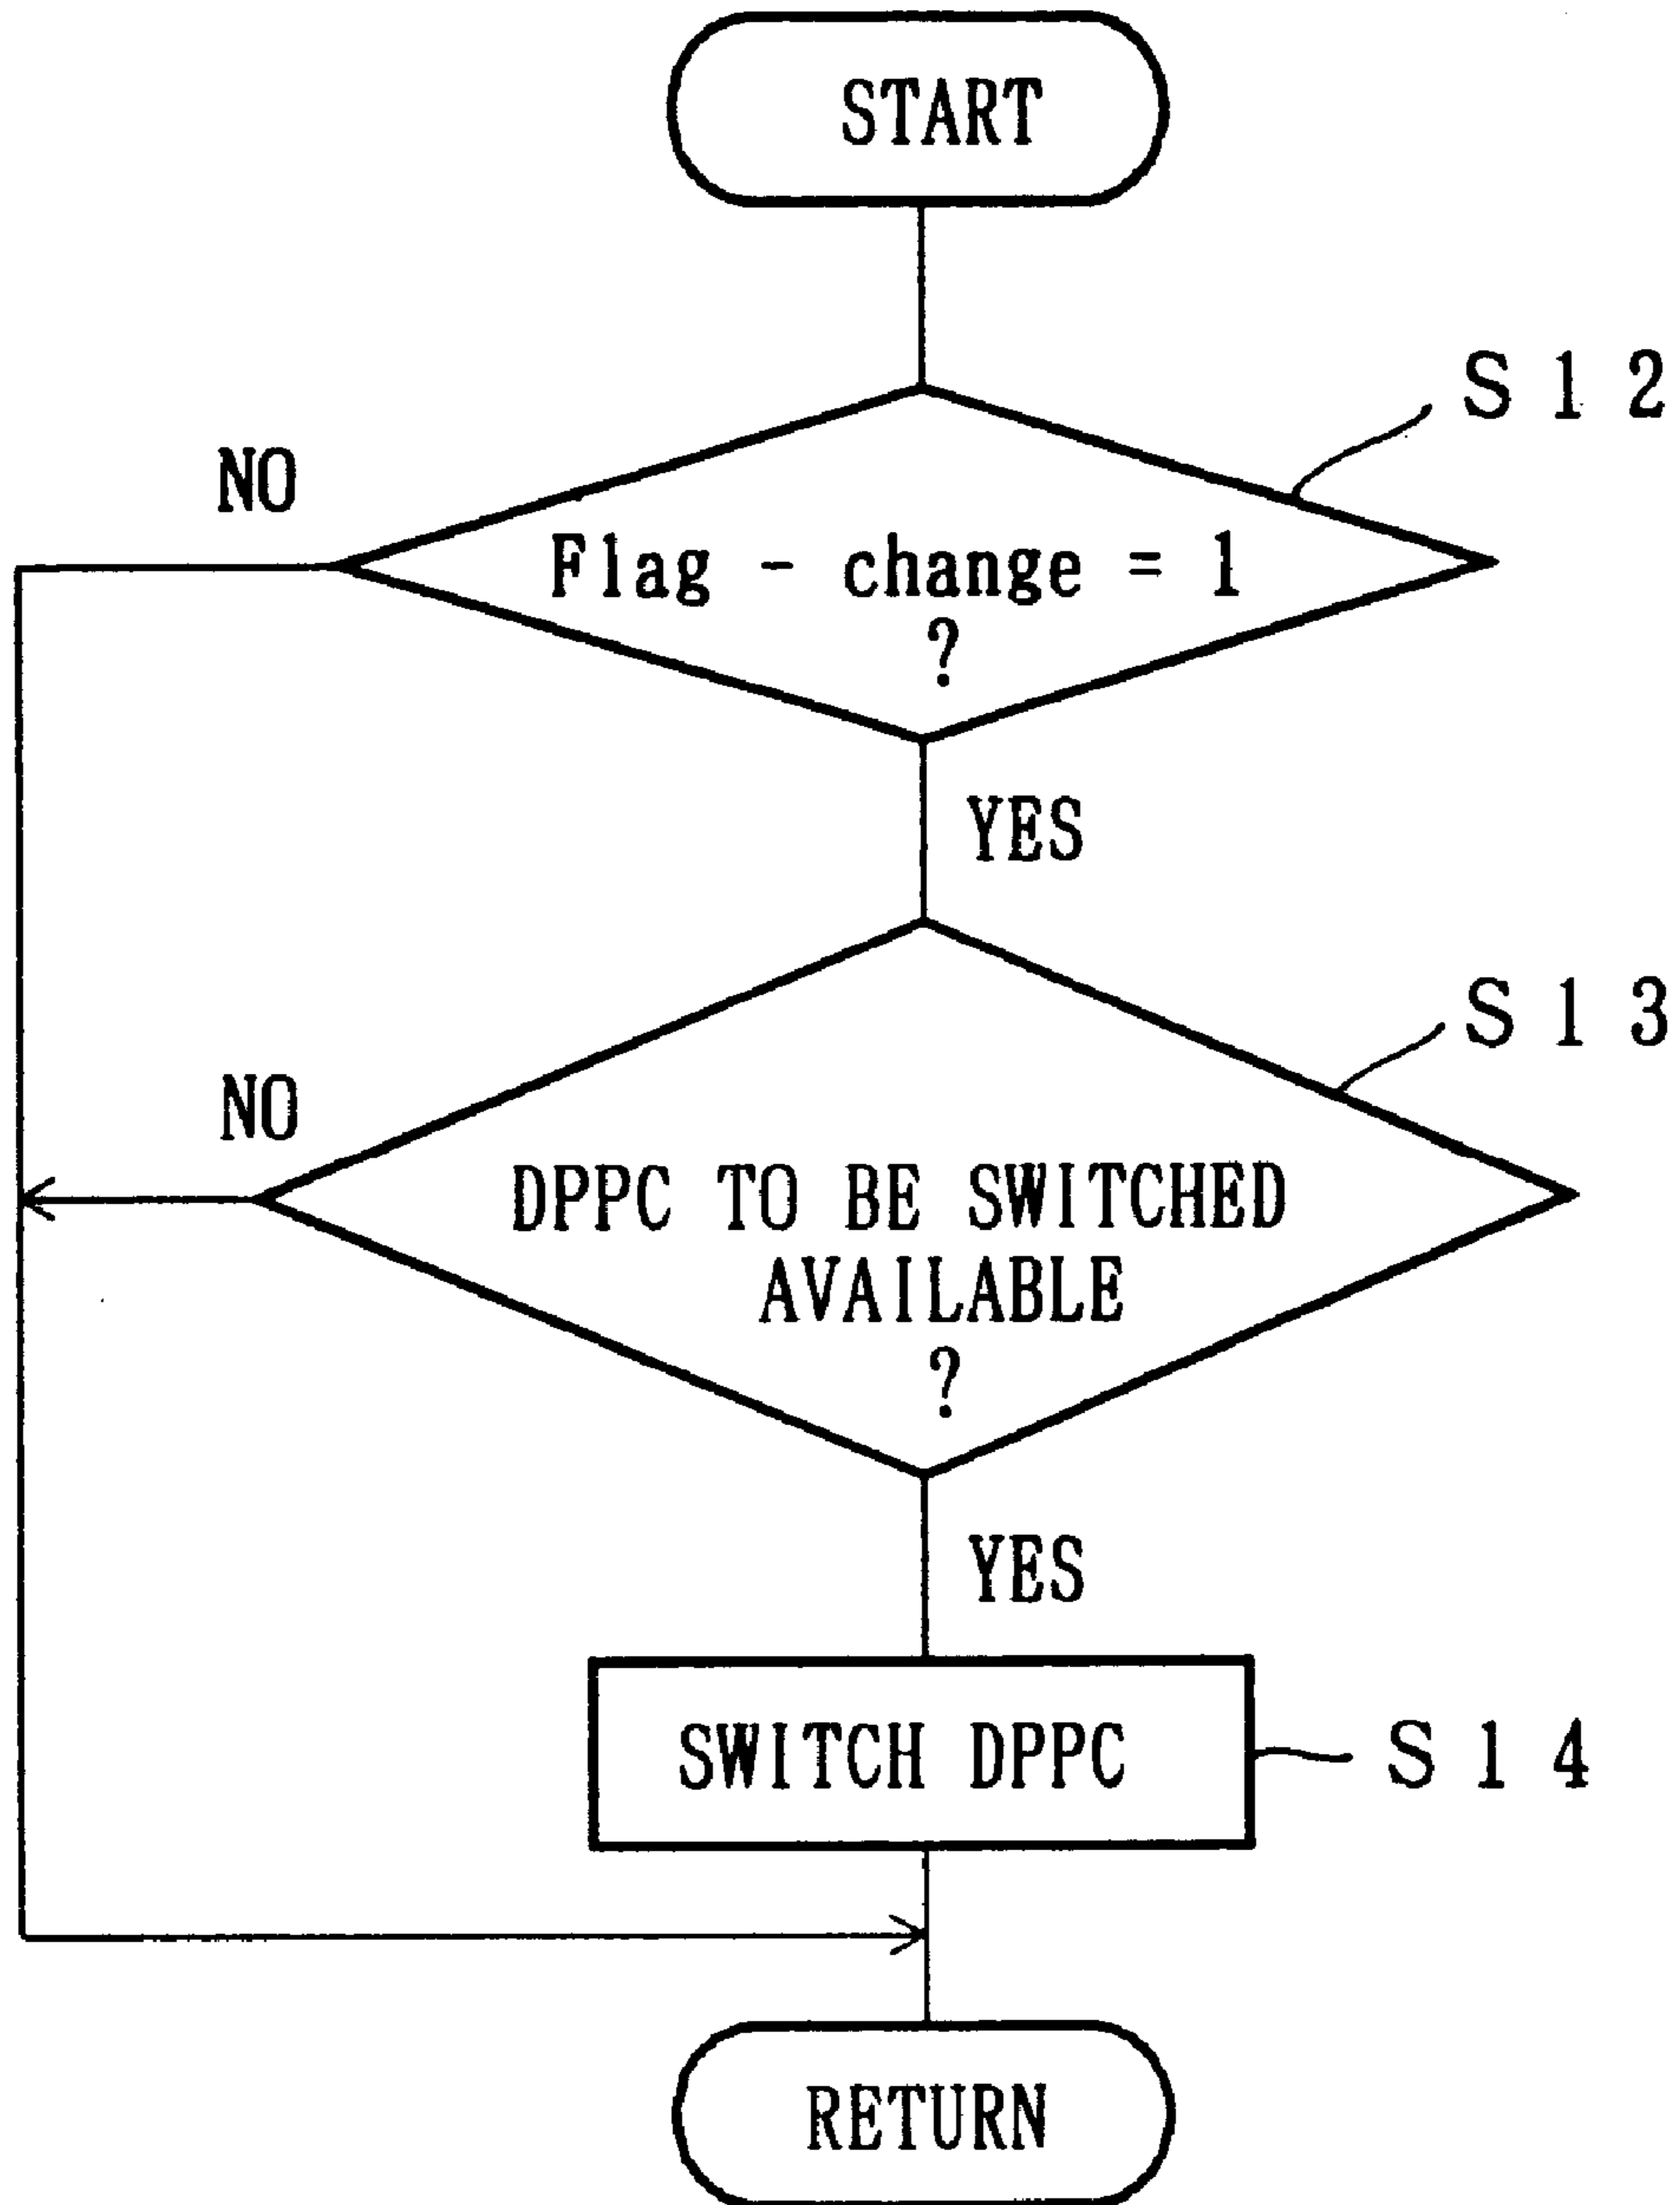 START
S12
NO
Flag - change = 1
?
YES
S13
NO
DPPC TO BE SWITCHED
AVAILABLE
?
YES
SWITCH DPPC
S14
RETURN